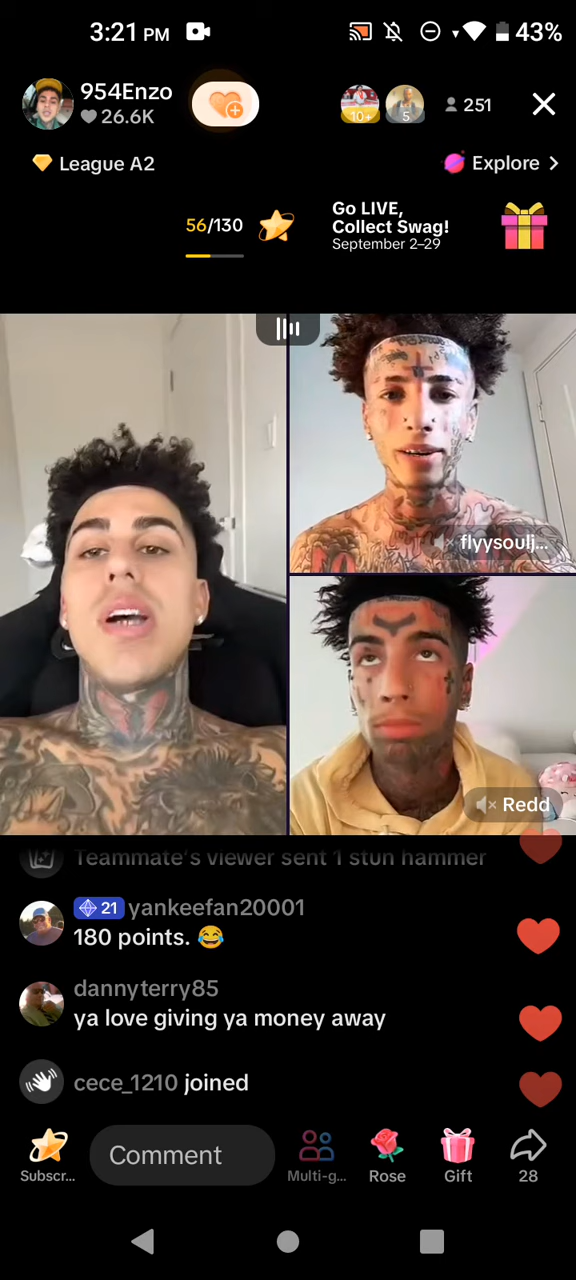 3:21 PM
43%
954Enzo
26.6K
10+
5
251
League A2
Explore >
56/130
Go LIVE,
Collect Swag!
September 2–29
flyysoulj...
Redd
Teammate's viewer sent 1 stun hammer
21 yankeefan20001
180 points. 😂
dannyterry85
ya love giving ya money away
cece_1210 joined
Comment
Subscr...
Multi-g...
Rose
Gift
28